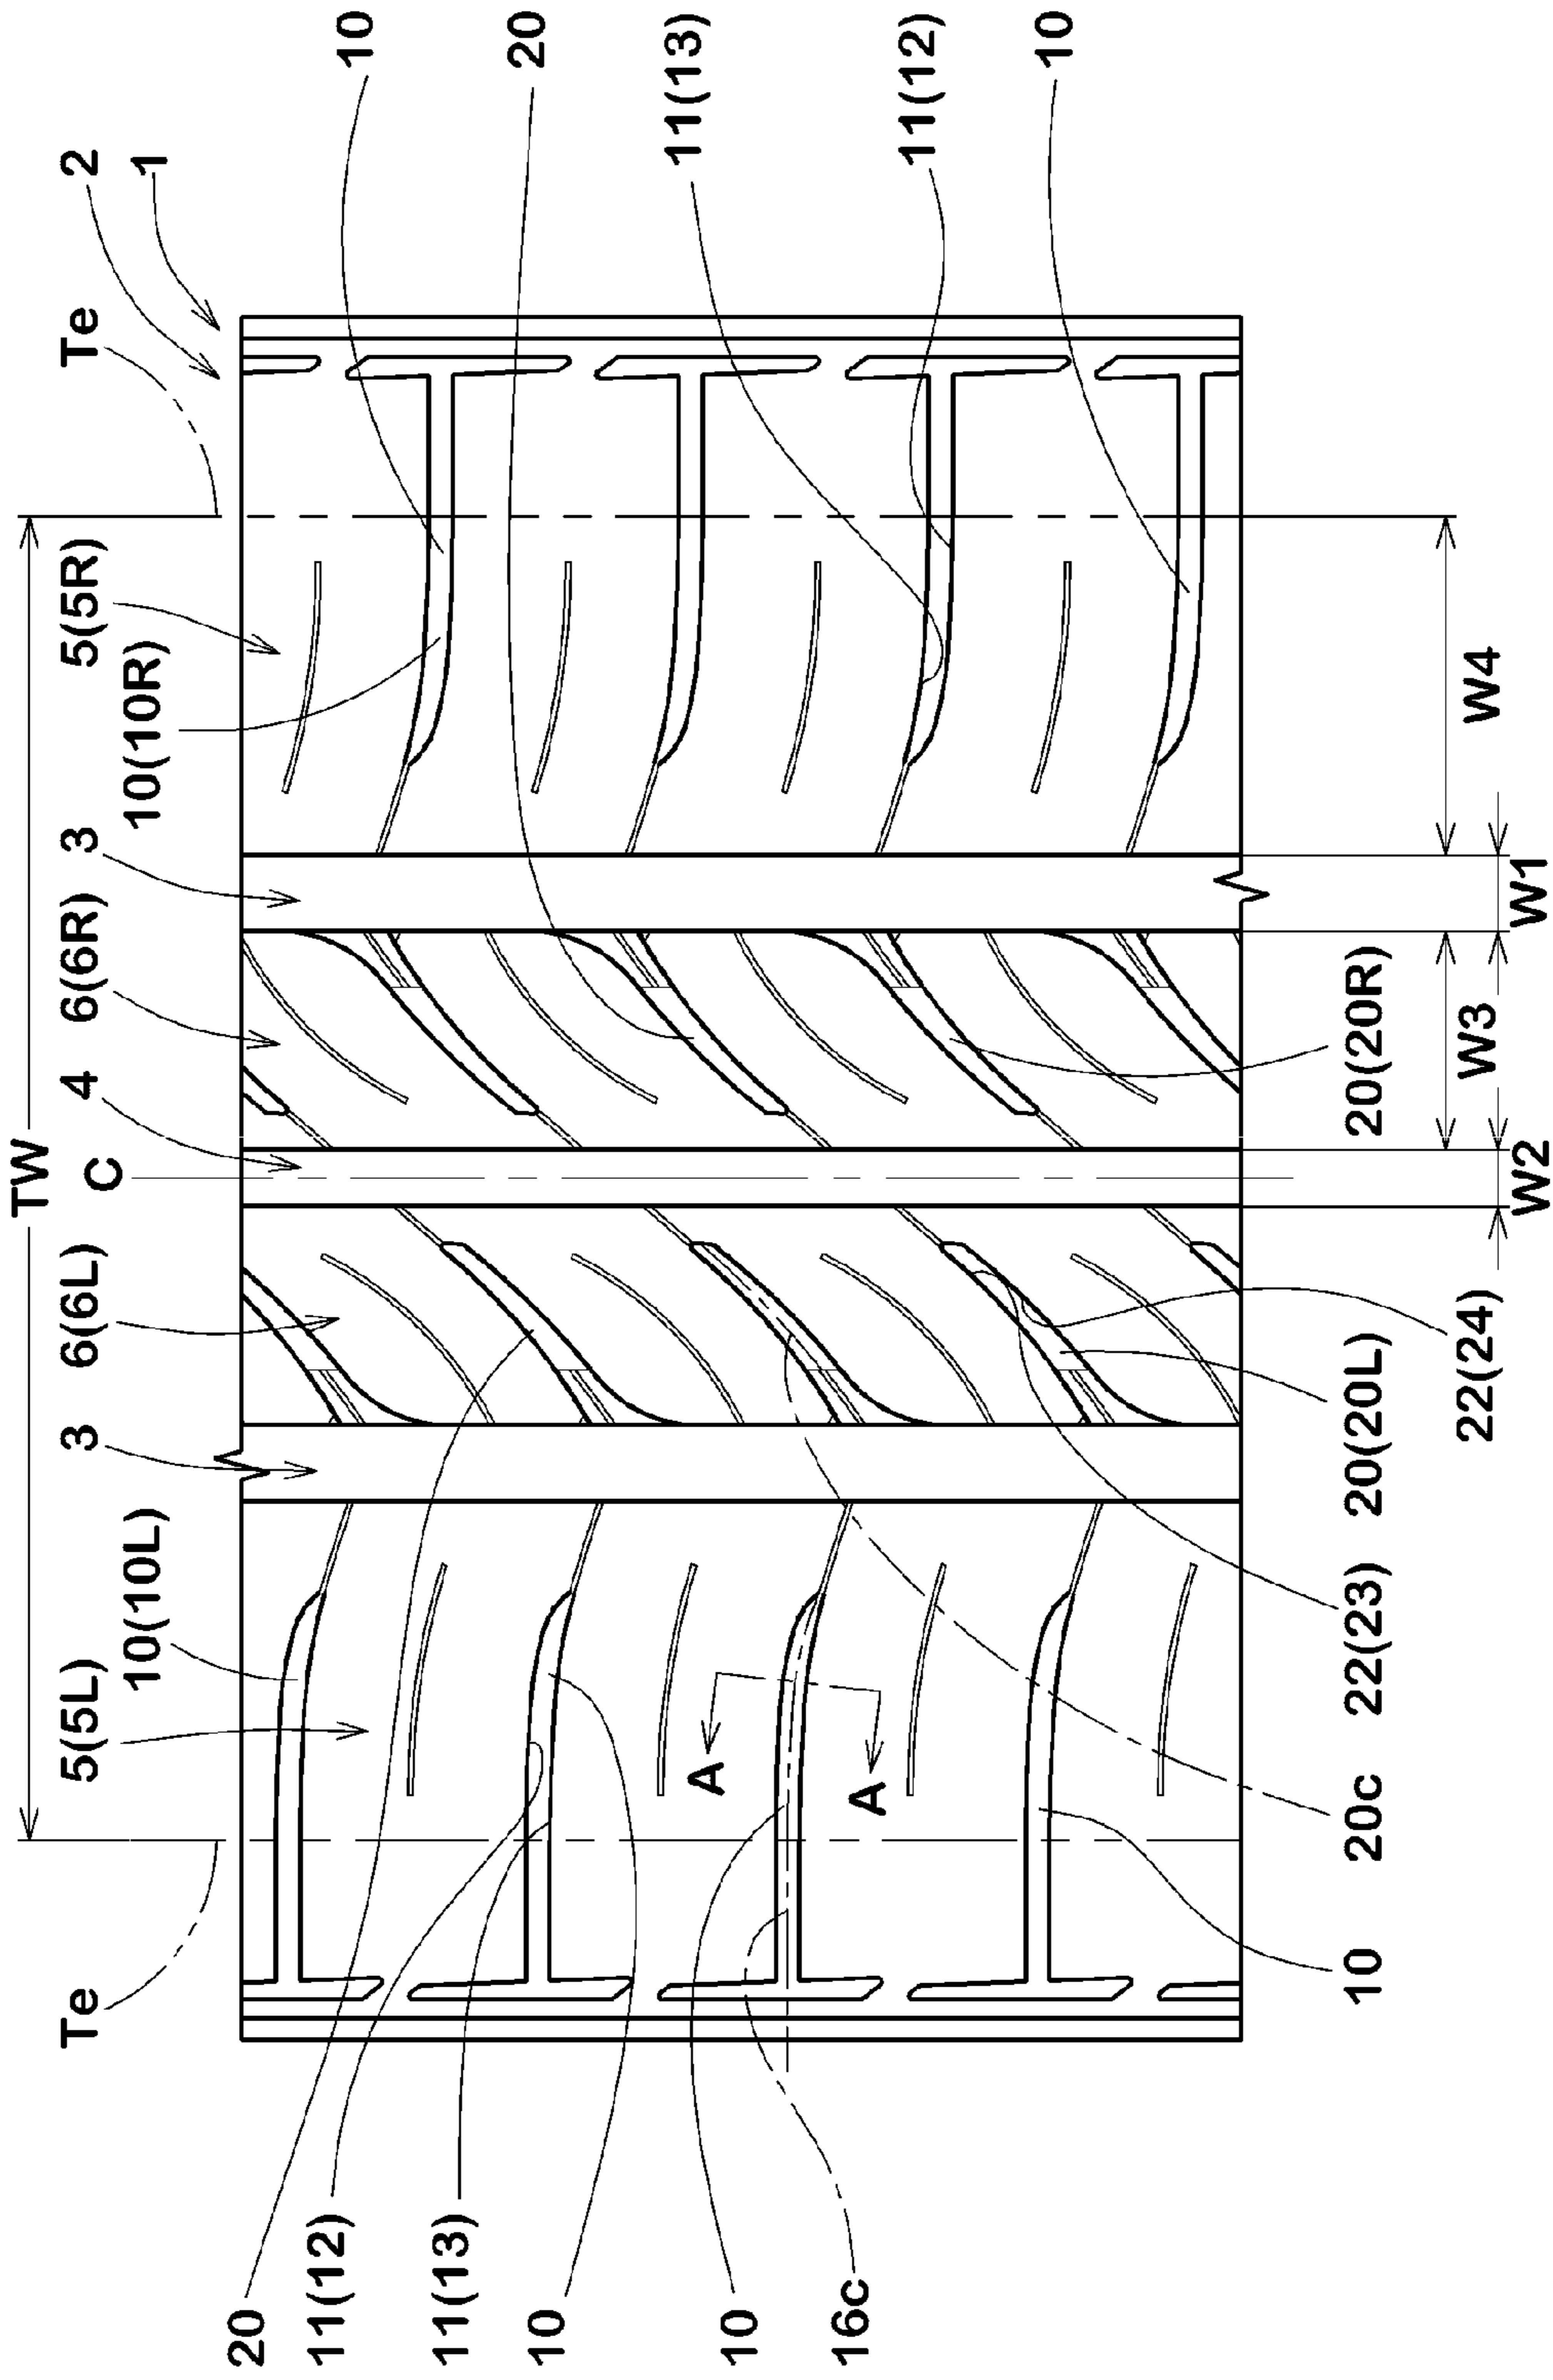 TW
Te
5(5L)
10(10L)
3
6(6L)
C
4
6(6R)
3
10(10R)
5(5R)
Te
2
1
20
11(12)
11(13)
10
10
16c
A
A
10
20
11(13)
11(12)
10
10
20c
22(23)
20(20L)
22(24)
20(20R)
W2
W3
W1
W4